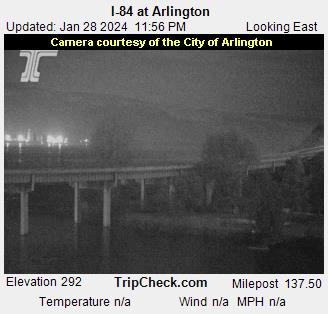 I-84 at Arlington
Updated: Jan 28 2024 11:56 PM Looking East
Camera courtesy of the City of Arlington
Elevation 292 TripCheck.com Milepost 137.50
Temperature n/a Wind n/a MPH n/a